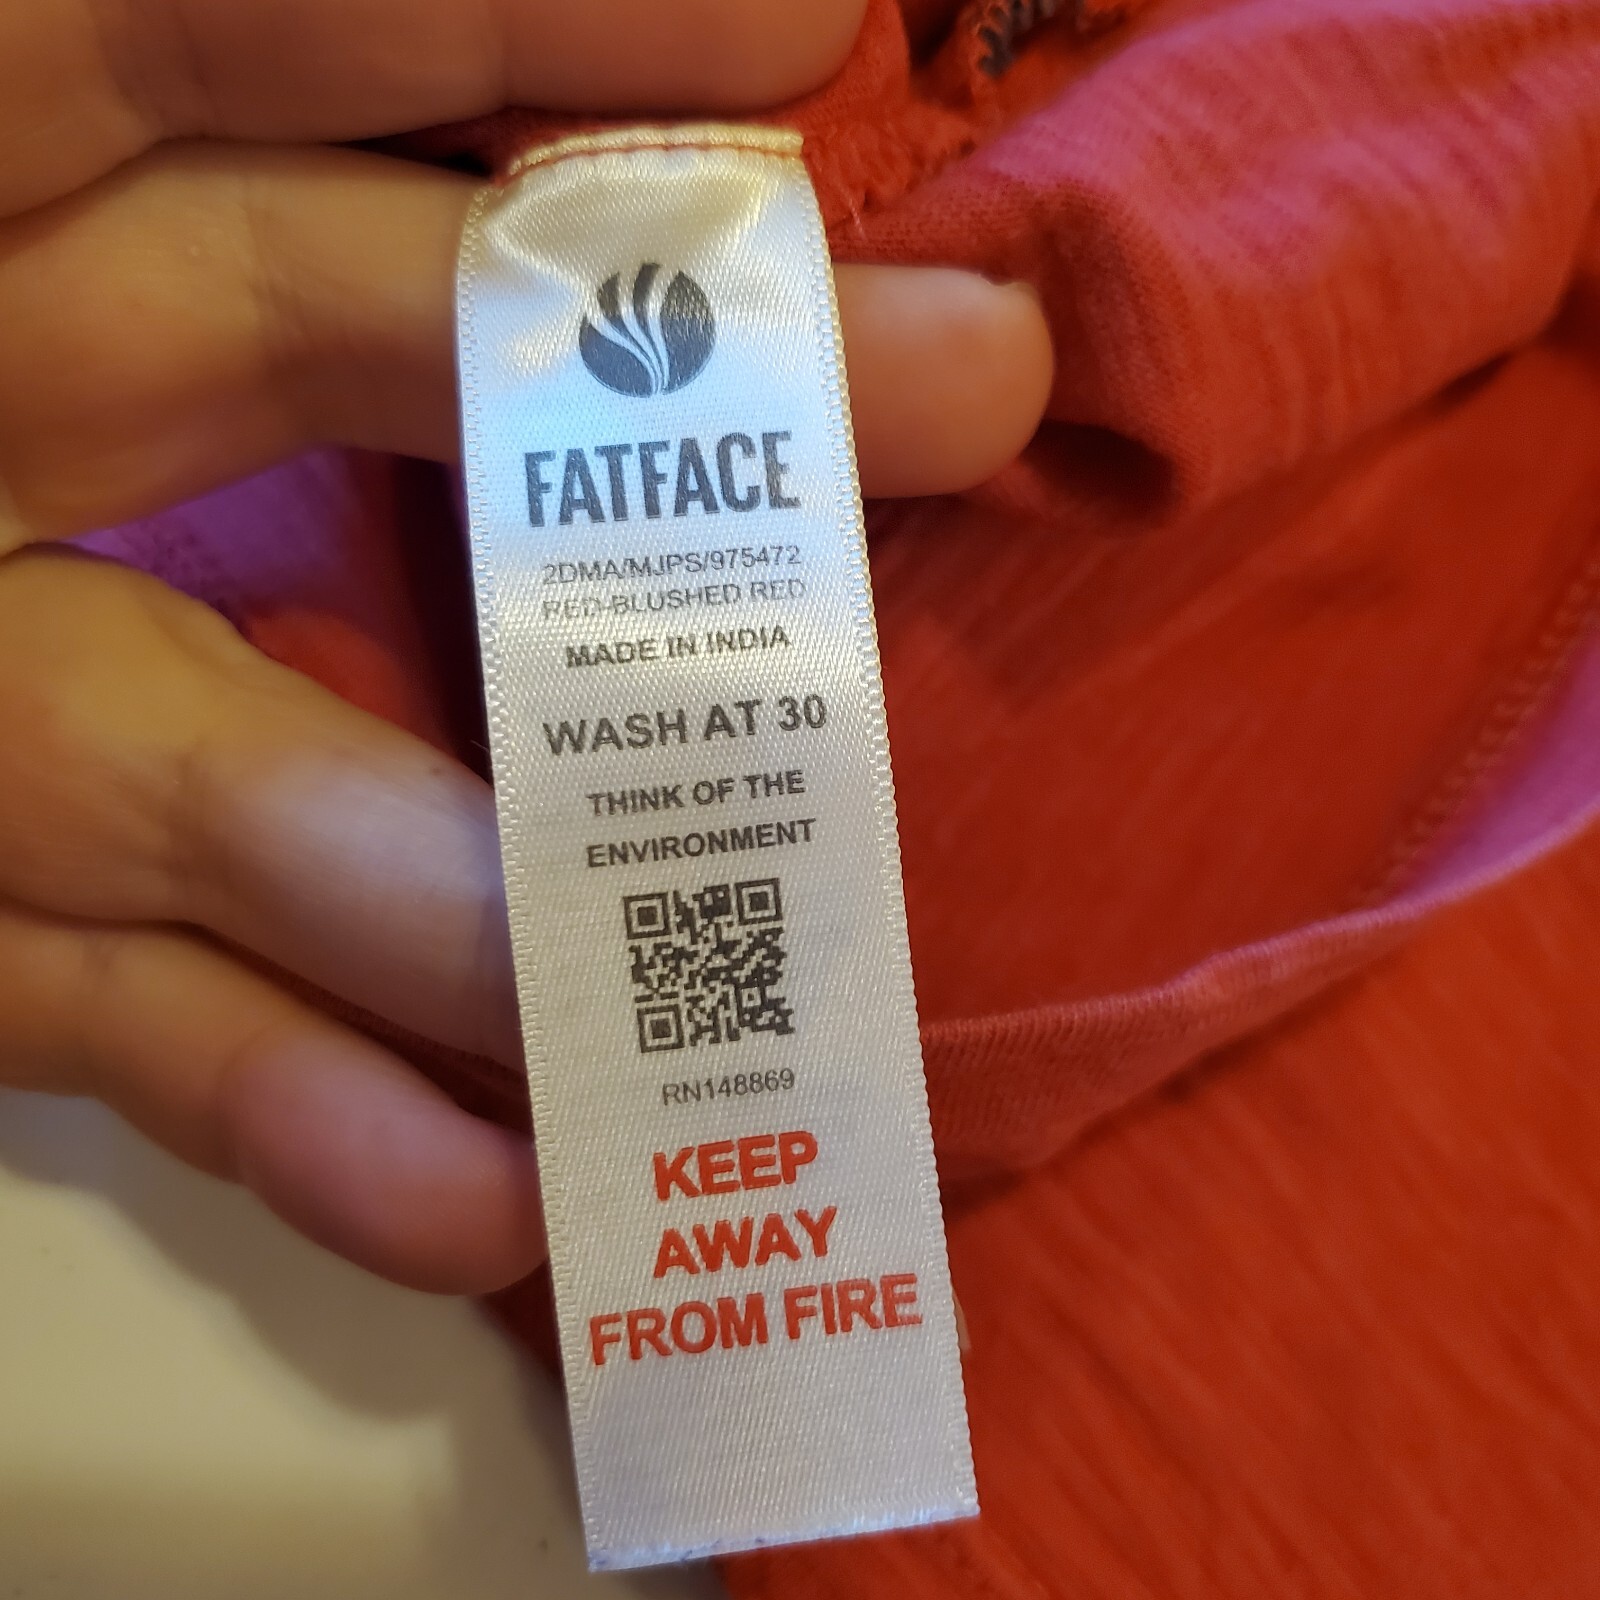 FATFACE
2DMA/MJPS/975472
RED-BLUSHED RED
MADE IN INDIA
WASH AT 30
THINK OF THE
ENVIRONMENT
RN148869
KEEP
AWAY
FROM FIRE